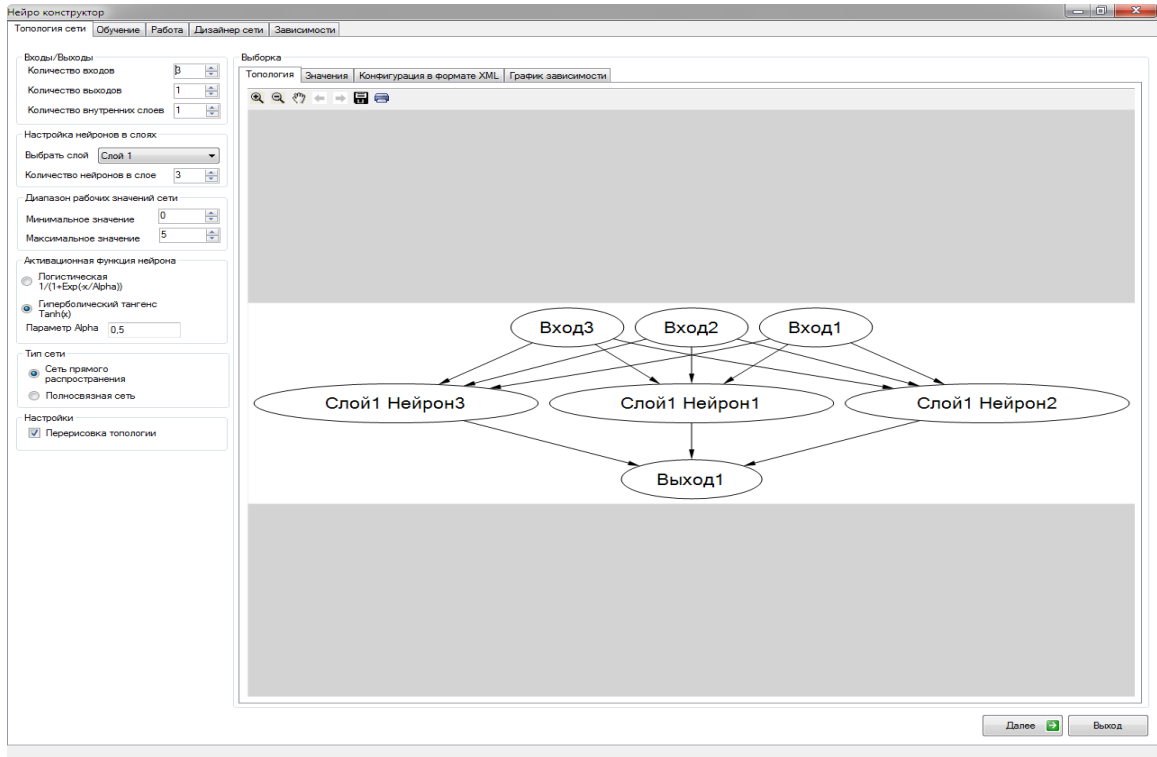 Нейро конструктор
Топология сети Обучение Работа Дизайнер сети Зависимости
Входы/Выходы
Количество входов 3
Количество выходов 1
Количество внутренних слоев 1
Настройка нейронов в слоях
Выбрать слой Слой 1
Количество нейронов в слое 3
Диапазон рабочих значений сети
Минимальное значение 0
Максимальное значение 5
Активационная функция нейрона
Логистическая
1/(1+Exp(-x/Alpha))
Гиперболический тангенс
Tanh(x)
Параметр Alpha 0,5
Тип сети
Сеть прямого
распространения
Полносвязная сеть
Настройки
Перерисовка топологии
Выборка
Топология Значения Конфигурация в формате XML График зависимости
Вход3 Вход2 Вход1
Слой1 Нейрон3 Слой1 Нейрон1 Слой1 Нейрон2
Выход1
Далее Выход